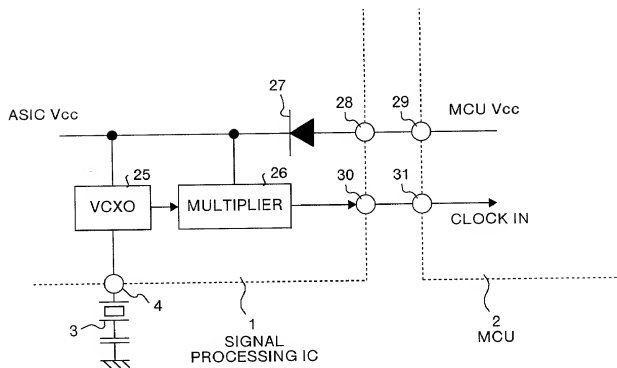 27
28
29
ASIC Vcc
MCU Vcc
25
26
30
31
VCXO
MULTIPLIER
CLOCK IN
4
3
1
SIGNAL
PROCESSING IC
2
MCU